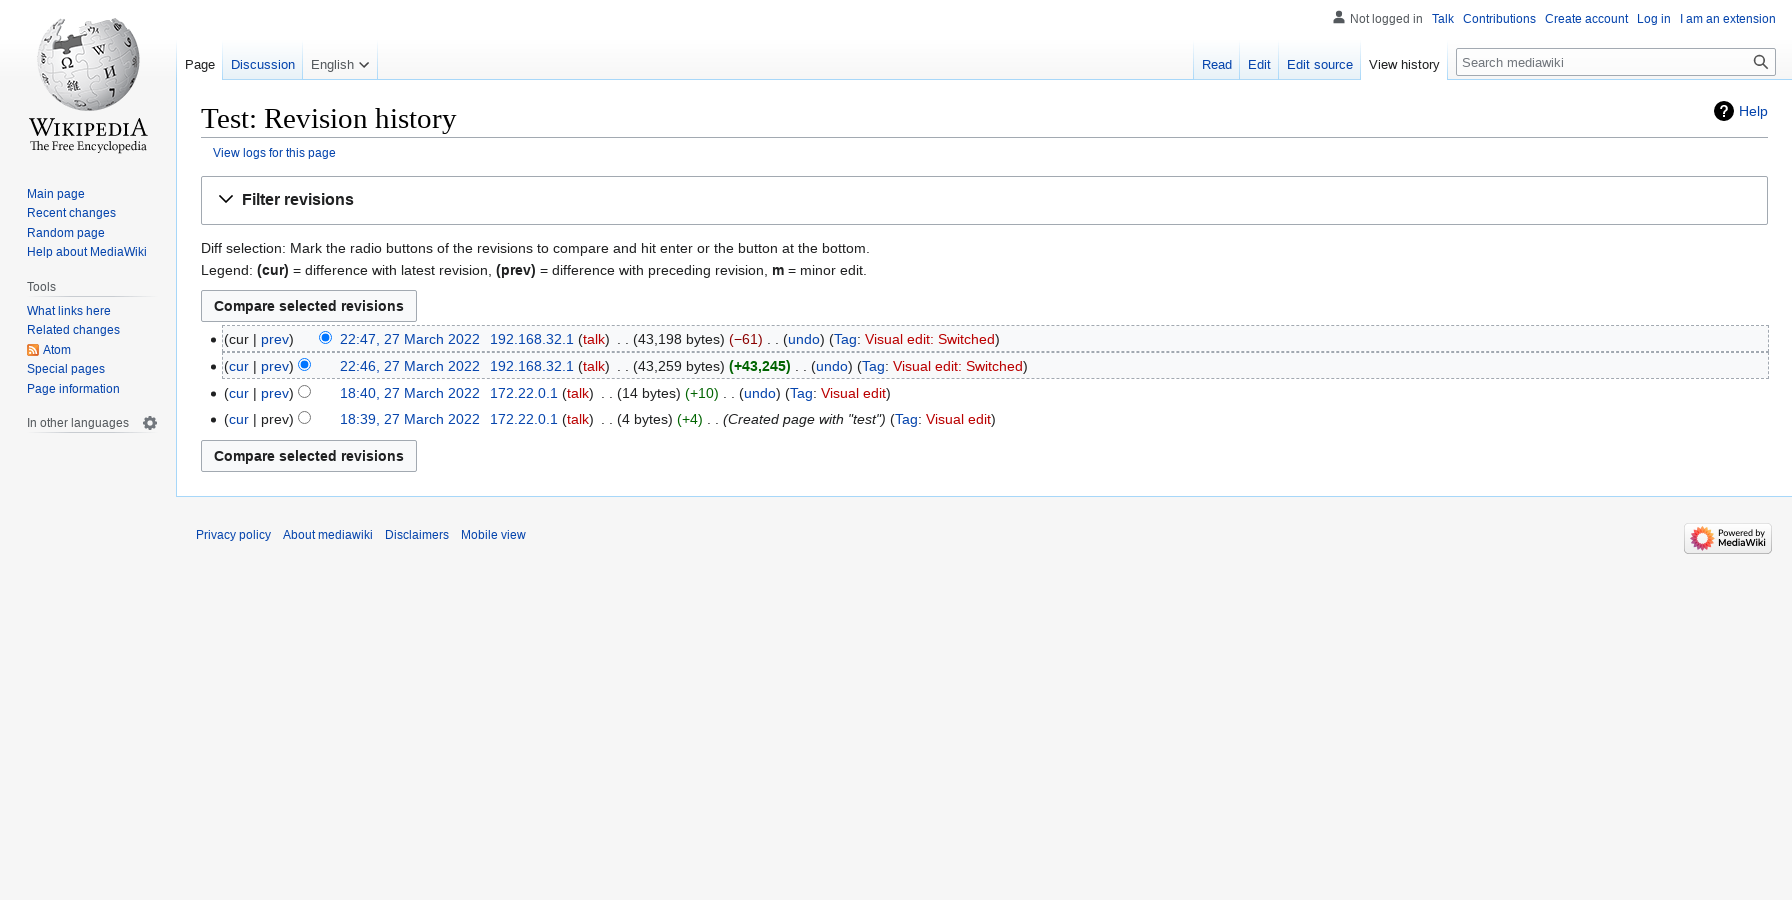 Not logged in Talk Contributions Create account Log in I am an extension
Page Discussion English Read Edit Edit source View history Search mediawiki
WIKIPEDIA
The Free Encyclopedia
Main page
Recent changes
Random page
Help about MediaWiki
Tools
What links here
Related changes
Atom
Special pages
Page information
In other languages
Test: Revision history
Help
View logs for this page
Filter revisions
Diff selection: Mark the radio buttons of the revisions to compare and hit enter or the button at the bottom.
Legend: (cur) = difference with latest revision, (prev) = difference with preceding revision, m = minor edit.
Compare selected revisions
(cur | prev) 22:47, 27 March 2022 192.168.32.1 (talk) . . (43,198 bytes) (−61) . . (undo) (Tag: Visual edit: Switched)
(cur | prev) 22:46, 27 March 2022 192.168.32.1 (talk) . . (43,259 bytes) (+43,245) . . (undo) (Tag: Visual edit: Switched)
(cur | prev) 18:40, 27 March 2022 172.22.0.1 (talk) . . (14 bytes) (+10) . . (undo) (Tag: Visual edit)
(cur | prev) 18:39, 27 March 2022 172.22.0.1 (talk) . . (4 bytes) (+4) . . (Created page with "test") (Tag: Visual edit)
Compare selected revisions
Privacy policy About mediawiki Disclaimers Mobile view
Powered by
MediaWiki